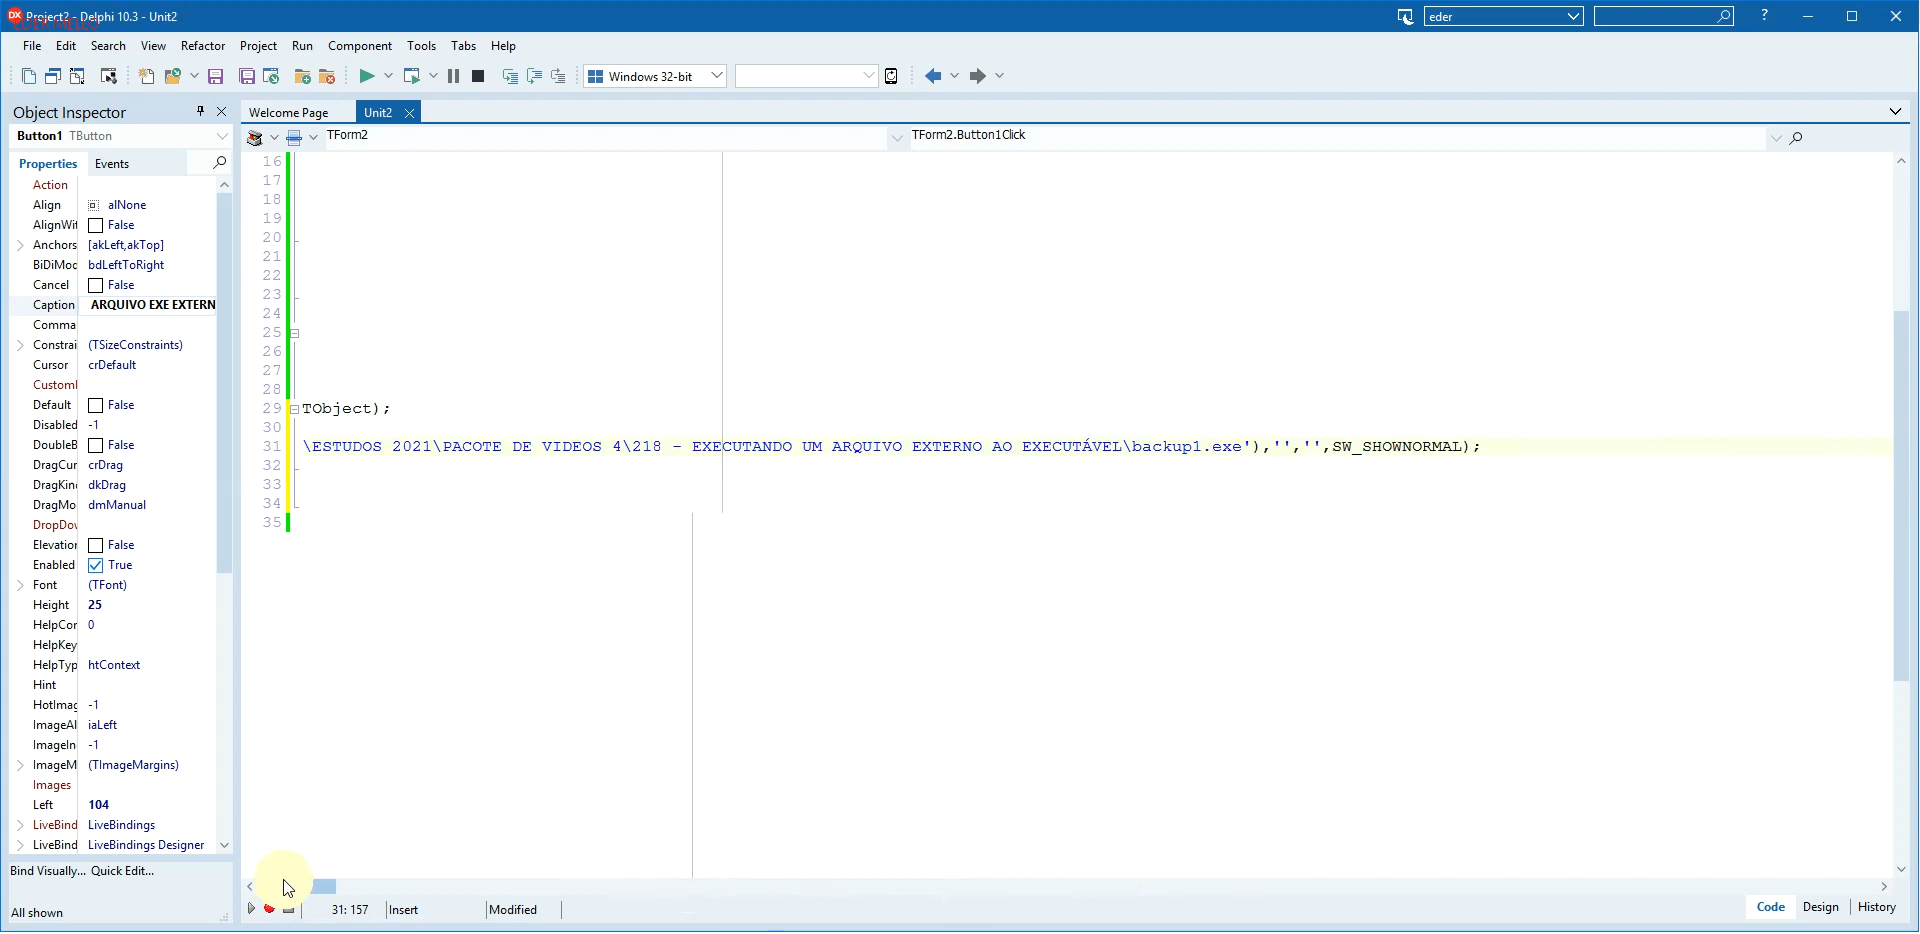 Project2 - Delphi 10.3 - Unit2
eder
?
File Edit Search View Refactor Project Run Component Tools Tabs Help
Windows 32-bit
Object Inspector
Button1 TButton
Properties Events
Action
Align alNone
AlignWit False
Anchors [akLeft,akTop]
BiDiMod bdLeftToRight
Cancel False
Caption ARQUIVO EXE EXTERN
Comma
Constrai (TSizeConstraints)
Cursor crDefault
CustomI
Default False
Disabled -1
DoubleB False
DragCur crDrag
DragKin dkDrag
DragMo dmManual
DropDov
Elevation False
Enabled True
Font (TFont)
Height 25
HelpCor 0
HelpKey
HelpTyp htContext
Hint
HotImag -1
ImageAl iaLeft
ImageIn -1
ImageM (TImageMargins)
Images
Left 104
LiveBind LiveBindings
LiveBind LiveBindings Designer
Bind Visually... Quick Edit...
All shown
Welcome Page Unit2
TForm2 TForm2.Button1Click
16
17
18
19
20
21
22
23
24
25
26
27
28
29 TObject);
30
31 \ESTUDOS 2021\PACOTE DE VIDEOS 4\218 - EXECUTANDO UM ARQUIVO EXTERNO AO EXECUTÁVEL\backup1.exe'),'','',SW_SHOWNORMAL);
32
33
34
35
31: 157 Insert Modified
Code Design History